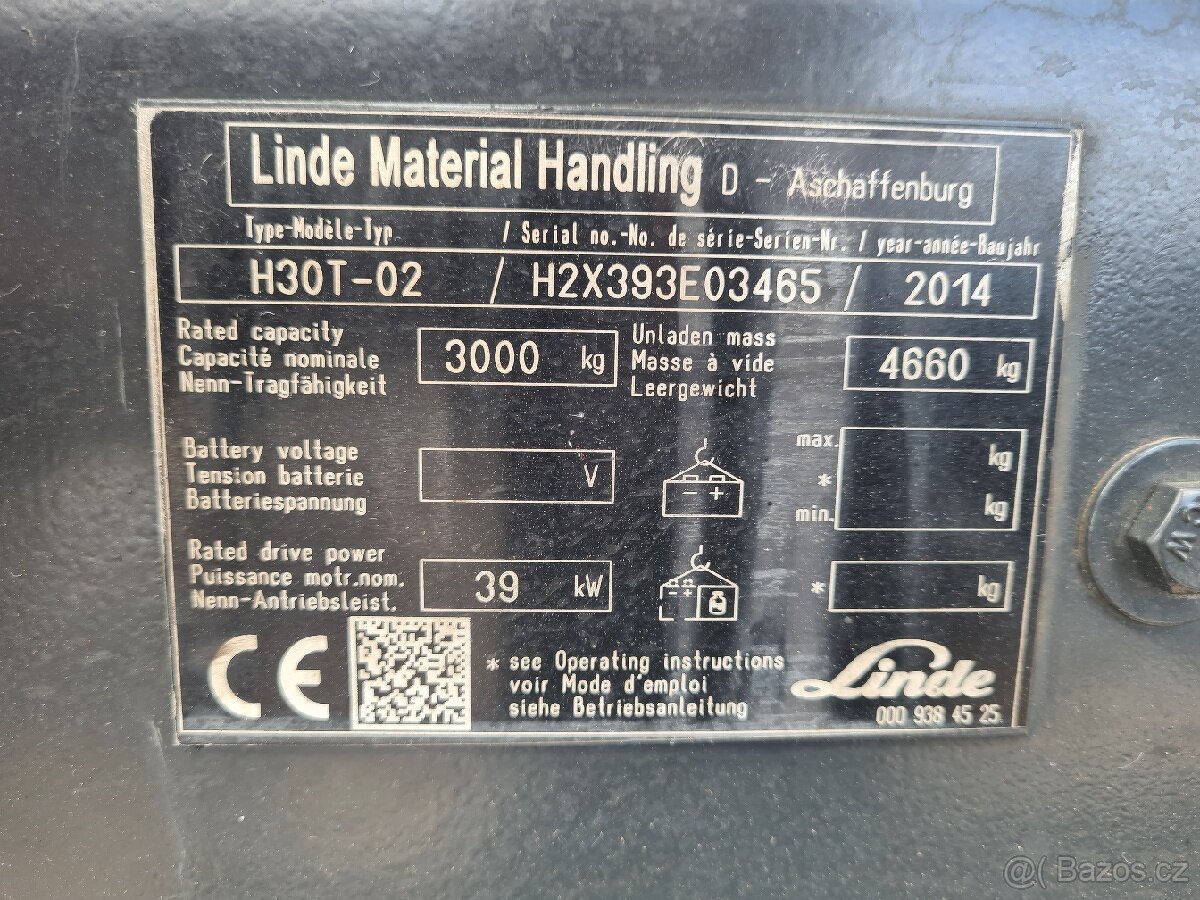 Linde Material Handling D - Aschaffenburg
Type-Modèle-Typ / Serial no.-No. de série-Serien-Nr. / year-année-Baujahr
H30T-02 / H2X393E03465 / 2014
Rated capacity
Capacité nominale
Nenn-Tragfähigkeit
3000 kg
Unladen mass
Masse à vide
Leergewicht
4660 kg
Battery voltage
Tension batterie
Batteriespannung
V
- +
max.
*
min.
kg
kg
Rated drive power
Puissance motr.nom.
Nenn-Antriebsleist.
39 kW
- +
*
kg
CE
* see Operating instructions
voir Mode d'emploi
siehe Betriebsanleitung
Linde
000 938 45 25
Bazos.cz